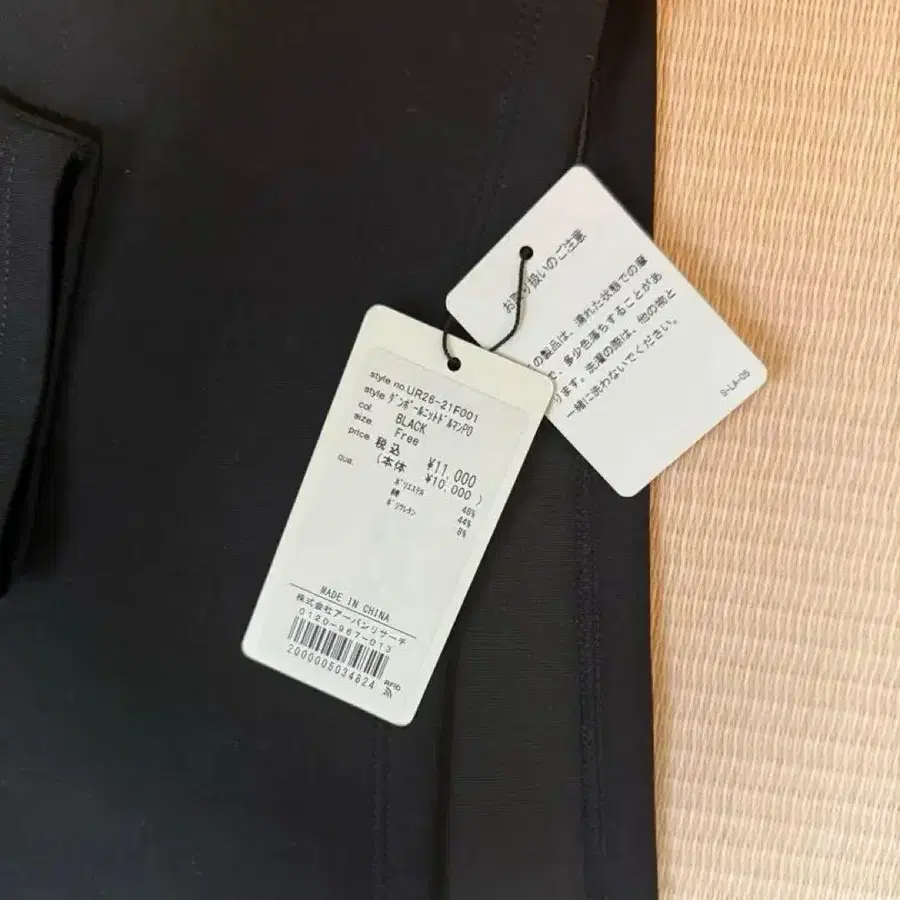 style no.UR26-21F001
style ﾀﾞﾝﾎﾞｰﾙﾆｯﾄﾄﾞﾙﾏﾝPO
col. BLACK
size. Free
price 税込 ¥11,000
(本体 ¥10,000 )
que.
ﾎﾟﾘｴｽﾃﾙ 48%
綿 44%
ﾎﾟﾘｳﾚﾀﾝ 8%
MADE IN CHINA
株式会社アーバンリサーチ
0120-967-013
2000005034824
RFID
お取り扱いのご注意
の製品は、濡れた状態での摩
で、多少色落ちすることがあ
ります。洗濯の際は、他の物と
一緒に洗わないでください。
S-LA-05